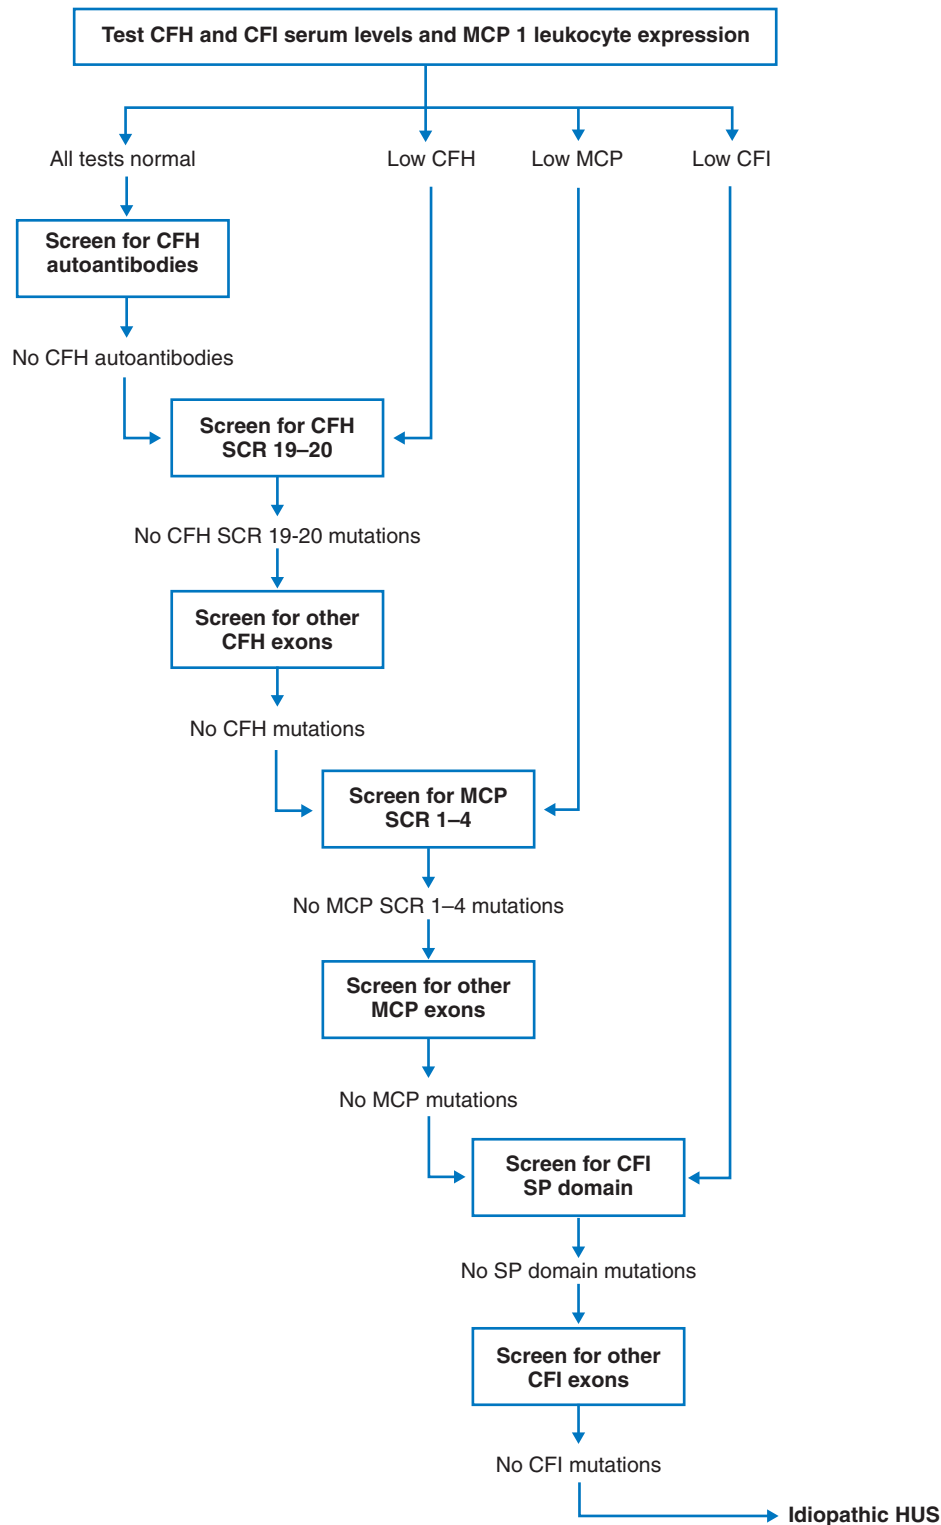 Test CFH and CFI serum levels and MCP 1 leukocyte expression
All tests normal
Low CFH
Low MCP
Low CFI
Screen for CFH
autoantibodies
No CFH autoantibodies
Screen for CFH
SCR 19–20
No CFH SCR 19-20 mutations
Screen for other
CFH exons
No CFH mutations
Screen for MCP
SCR 1–4
No MCP SCR 1–4 mutations
Screen for other
MCP exons
No MCP mutations
Screen for CFI
SP domain
No SP domain mutations
Screen for other
CFI exons
No CFI mutations
Idiopathic HUS